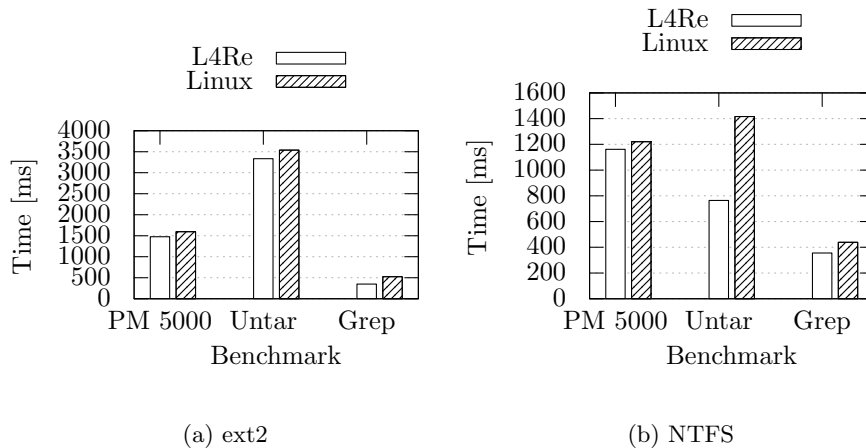 L4Re
Linux
4000
3500
3000
2500
2000
1500
1000
500
0
Time [ms]
PM 5000 Untar Grep
Benchmark
(a) ext2
L4Re
Linux
1600
1400
1200
1000
800
600
400
200
0
Time [ms]
PM 5000 Untar Grep
Benchmark
(b) NTFS